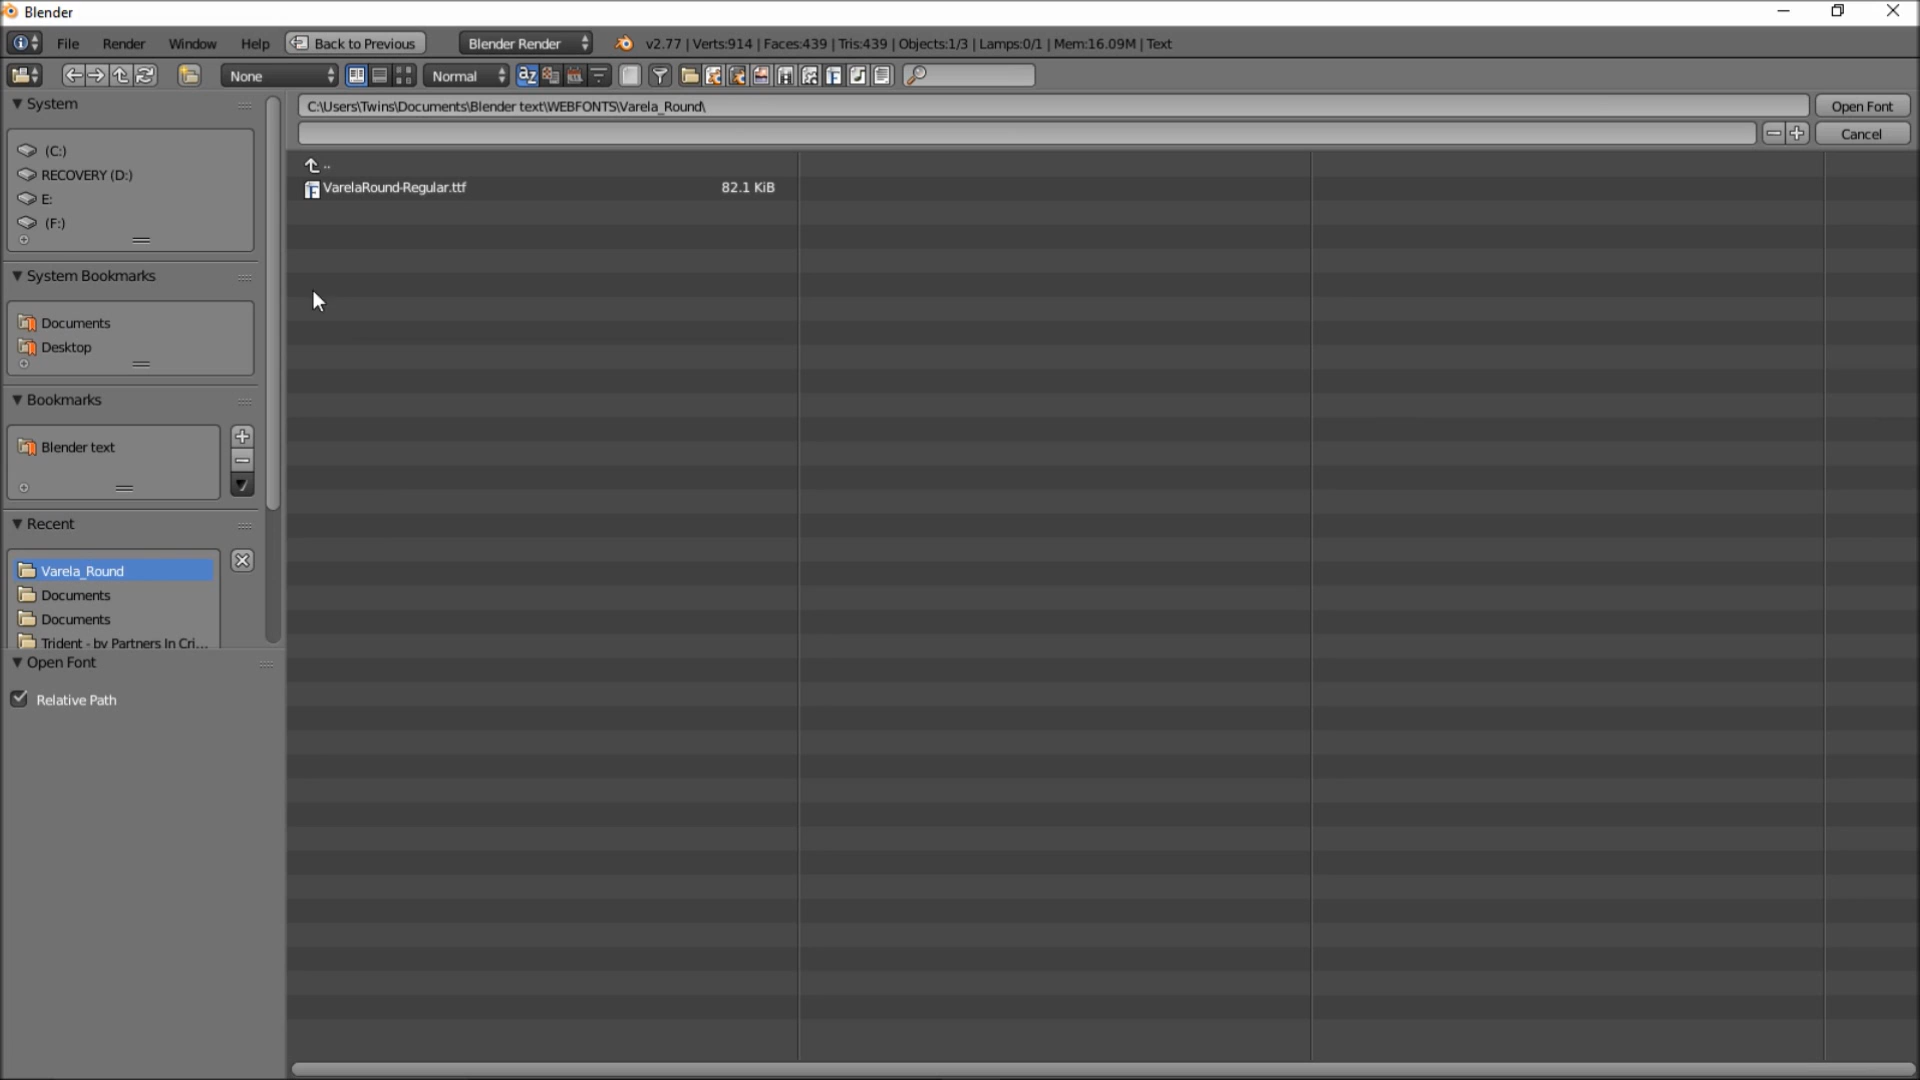 Blender
File Render Window Help Back to Previous Blender Render v2.77 | Verts:914 | Faces:439 | Tris:439 | Objects:1/3 | Lamps:0/1 | Mem:16.09M | Text
None Normal
System
C:\Users\Twins\Documents\Blender text\WEBFONTS\Varela_Round\ Open Font
Cancel
(C:)
RECOVERY (D:)
E:
(F:)
..
VarelaRound-Regular.ttf 82.1 KiB
System Bookmarks
Documents
Desktop
Bookmarks
Blender text
Recent
Varela_Round
Documents
Documents
Trident - by Partners In Cri...
Open Font
Relative Path